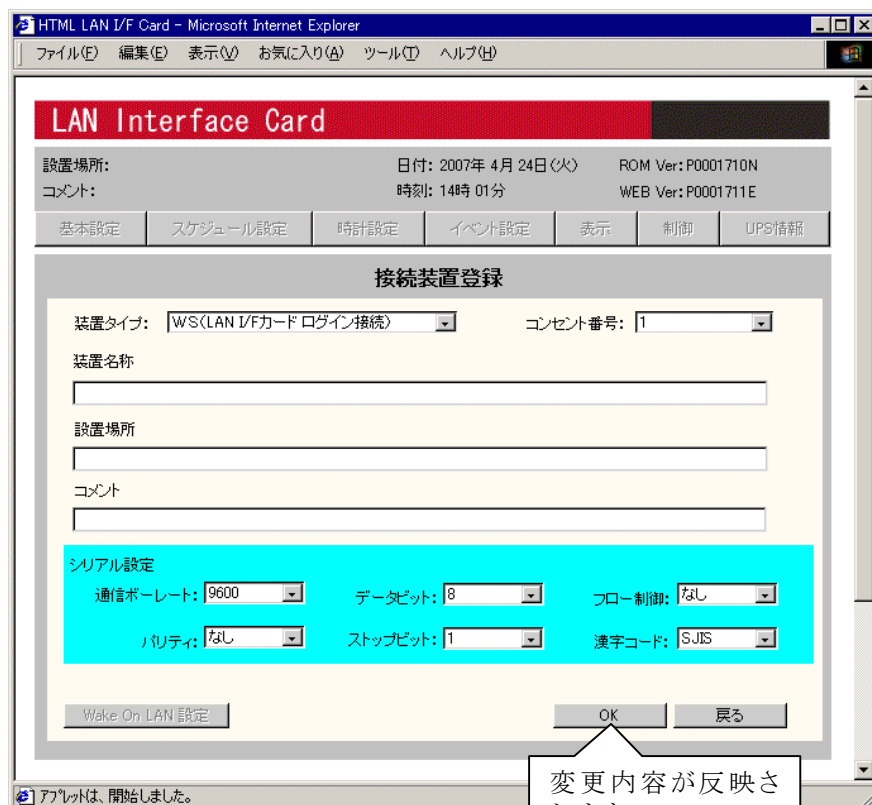 HTML LAN I/F Card - Microsoft Internet Explorer
ファイル(F) 編集(E) 表示(V) お気に入り(A) ツール(T) ヘルプ(H)
LAN Interface Card
設置場所: 日付: 2007年 4月 24日(火) ROM Ver: P0001710N
コメント: 時刻: 14時 01分 WEB Ver: P0001711E
基本設定 スケジュール設定 時計設定 イベント設定 表示 制御 UPS情報
接続装置登録
装置タイプ: WS(LAN I/Fカード ログイン接続) コンセント番号: 1
装置名称
設置場所
コメント
シリアル設定
通信ボーレート: 9600 データビット: 8 フロー制御: なし
パリティ: なし ストップビット: 1 漢字コード: SJIS
Wake On LAN 設定 OK 戻る
変更内容が反映さ
アプレットは、開始しました。